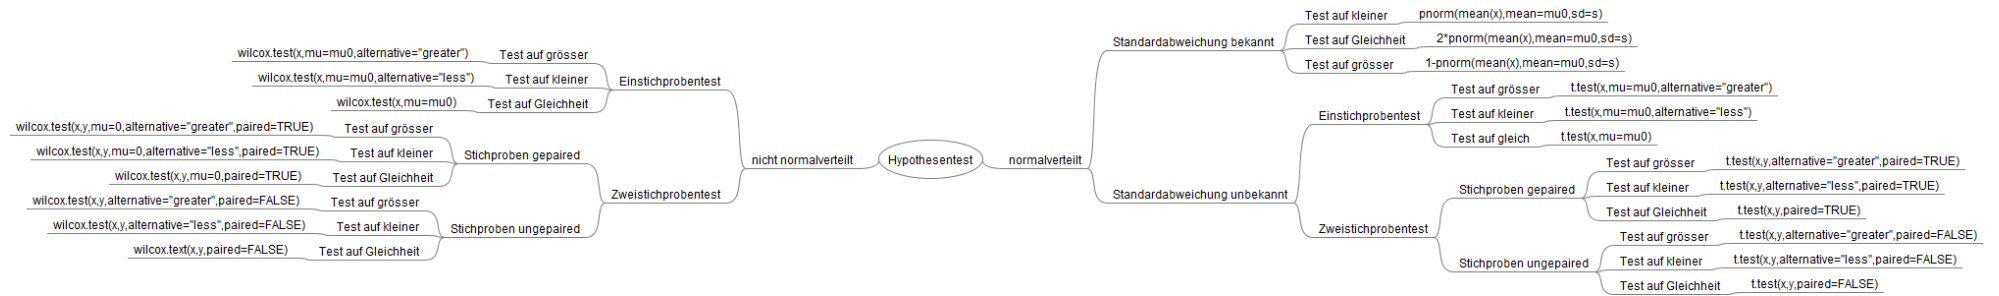 Hypothesentest
nicht normalverteilt
Einstichprobentest
Test auf grösser
wilcox.test(x,mu=mu0,alternative="greater")
Test auf kleiner
wilcox.test(x,mu=mu0,alternative="less")
Test auf Gleichheit
wilcox.test(x,mu=mu0)
Zweistichprobentest
Stichproben gepaired
Test auf grösser
wilcox.test(x,y,mu=0,alternative="greater",paired=TRUE)
Test auf kleiner
wilcox.test(x,y,mu=0,alternative="less",paired=TRUE)
Test auf Gleichheit
wilcox.test(x,y,mu=0,paired=TRUE)
Stichproben ungepaired
Test auf grösser
wilcox.test(x,y,alternative="greater",paired=FALSE)
Test auf kleiner
wilcox.test(x,y,alternative="less",paired=FALSE)
Test auf Gleichheit
wilcox.text(x,y,paired=FALSE)
normalverteilt
Standardabweichung bekannt
Test auf kleiner
pnorm(mean(x),mean=mu0,sd=s)
Test auf Gleichheit
2*pnorm(mean(x),mean=mu0,sd=s)
Test auf grösser
1-pnorm(mean(x),mean=mu0,sd=s)
Standardabweichung unbekannt
Einstichprobentest
Test auf grösser
t.test(x,mu=mu0,alternative="greater")
Test auf kleiner
t.test(x,mu=mu0,alternative="less")
Test auf gleich
t.test(x,mu=mu0)
Zweistichprobentest
Stichproben gepaired
Test auf grösser
t.test(x,y,alternative="greater",paired=TRUE)
Test auf kleiner
t.test(x,y,alternative="less",paired=TRUE)
Test auf Gleichheit
t.test(x,y,paired=TRUE)
Stichproben ungepaired
Test auf grösser
t.test(x,y,alternative="greater",paired=FALSE)
Test auf kleiner
t.test(x,y,alternative="less",paired=FALSE)
Test auf Gleichheit
t.test(x,y,paired=FALSE)